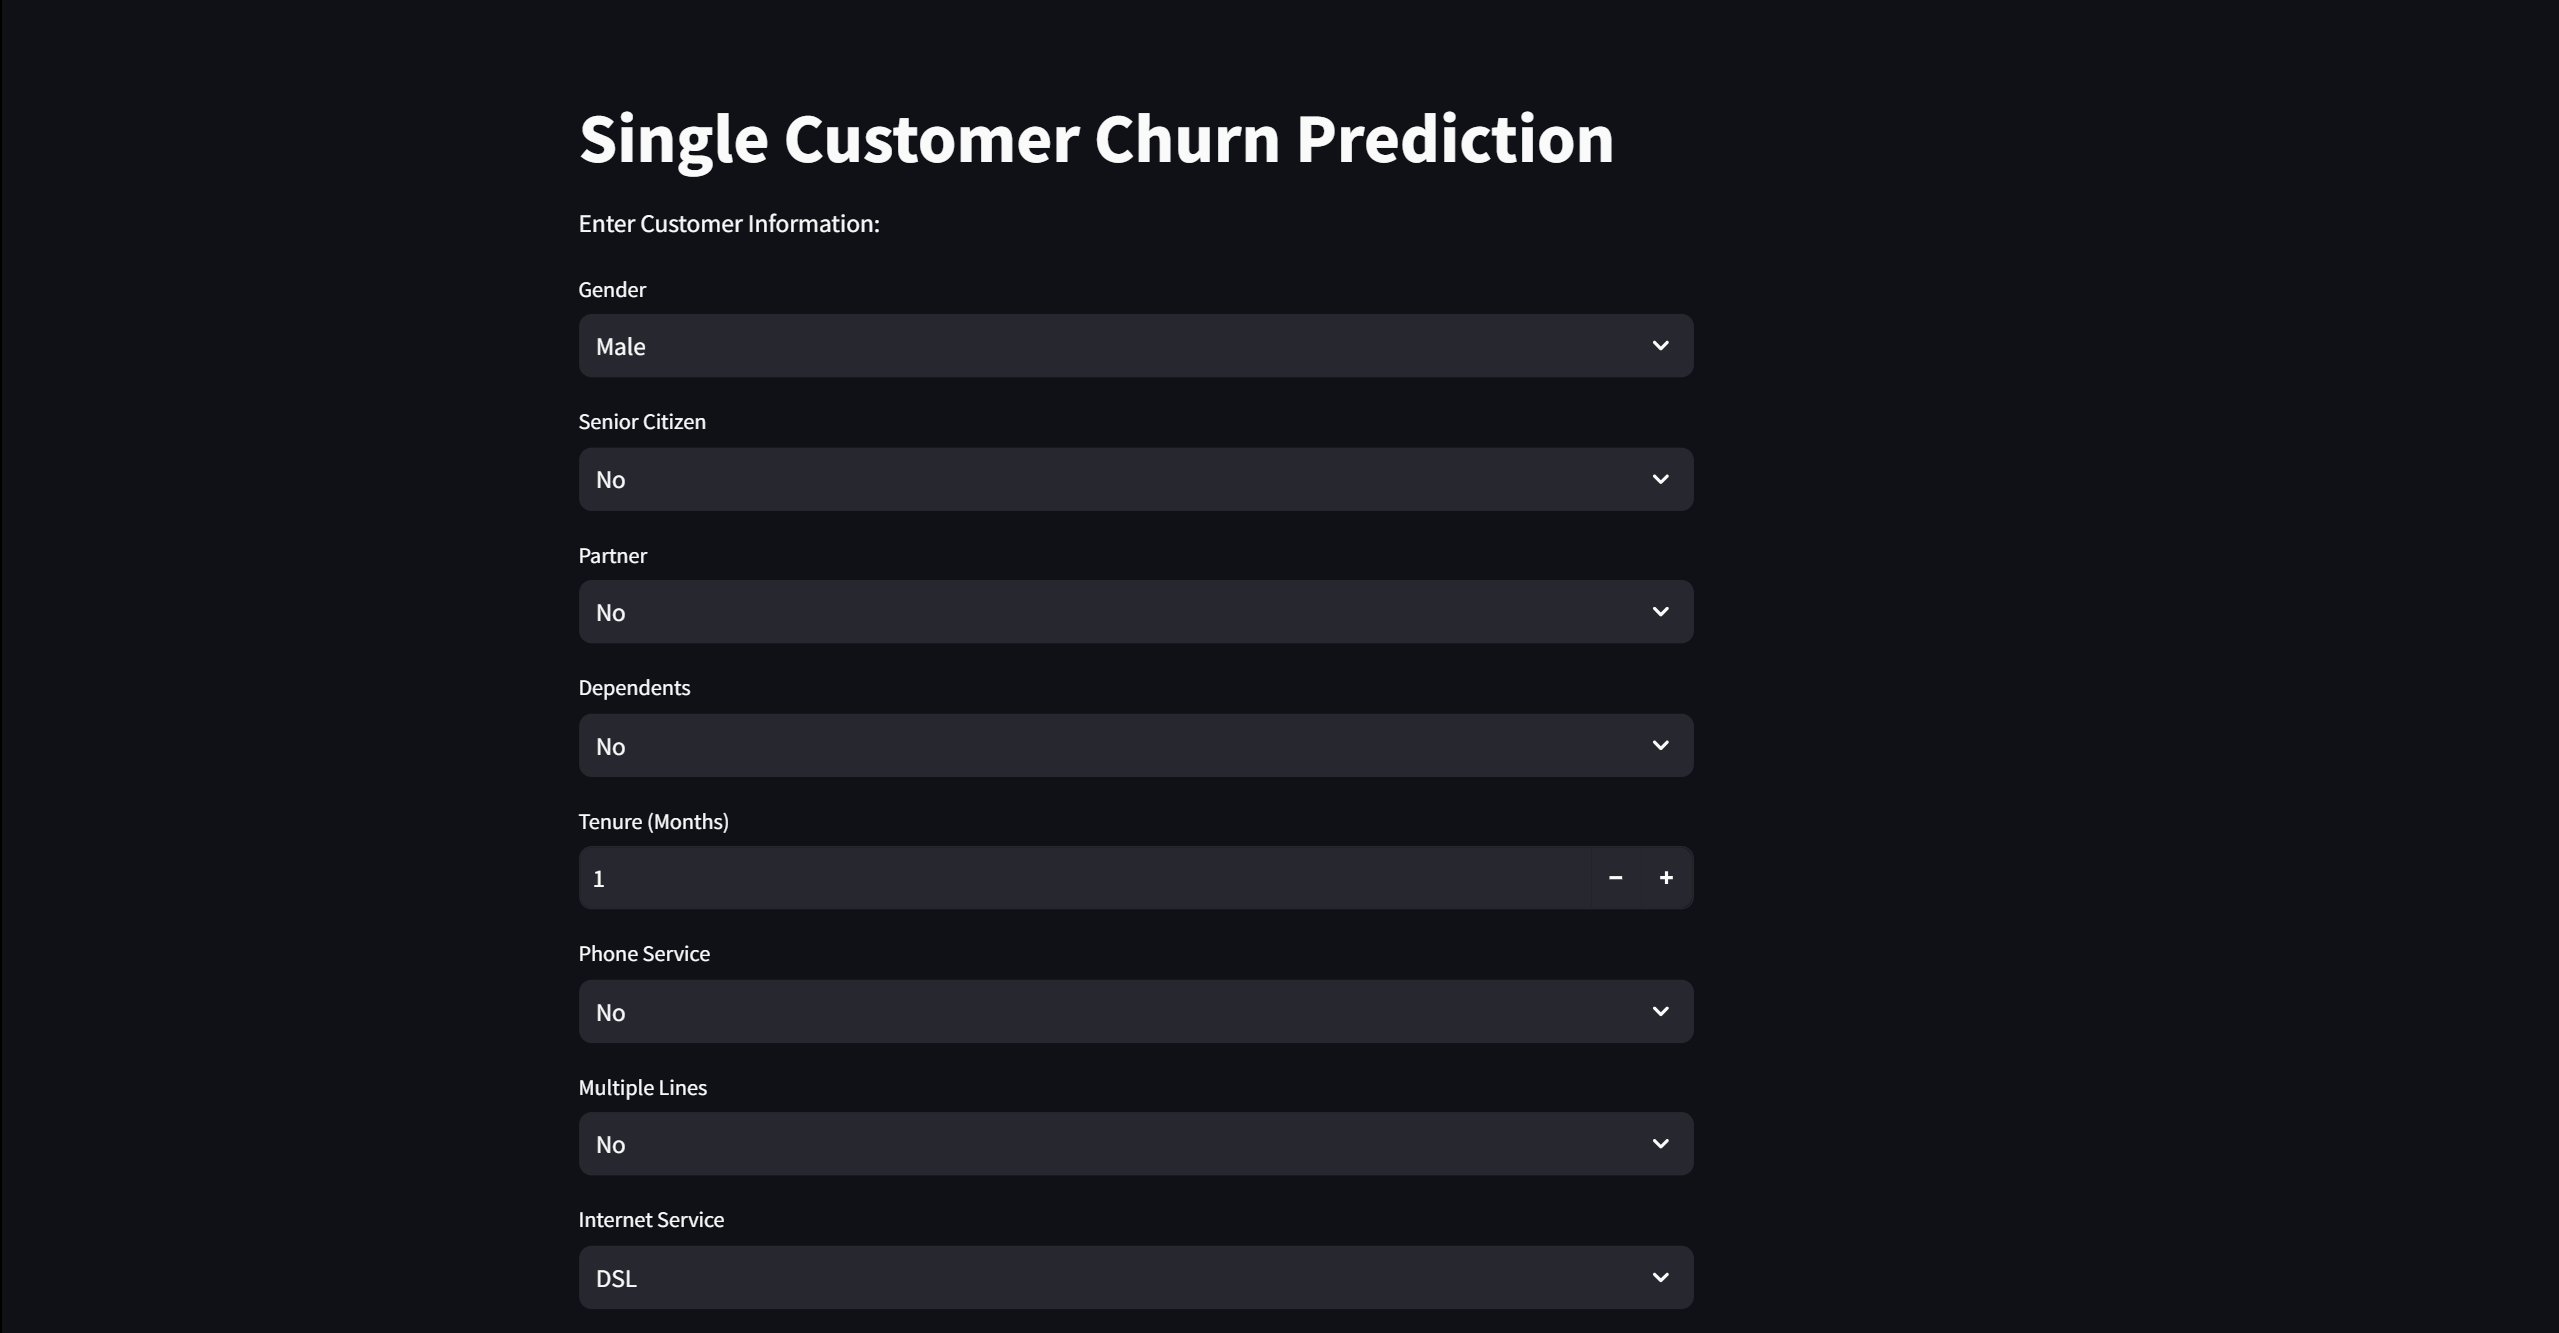 Single Customer Churn Prediction
Enter Customer Information:
Gender
Male
Senior Citizen
No
Partner
No
Dependents
No
Tenure (Months)
1
Phone Service
No
Multiple Lines
No
Internet Service
DSL